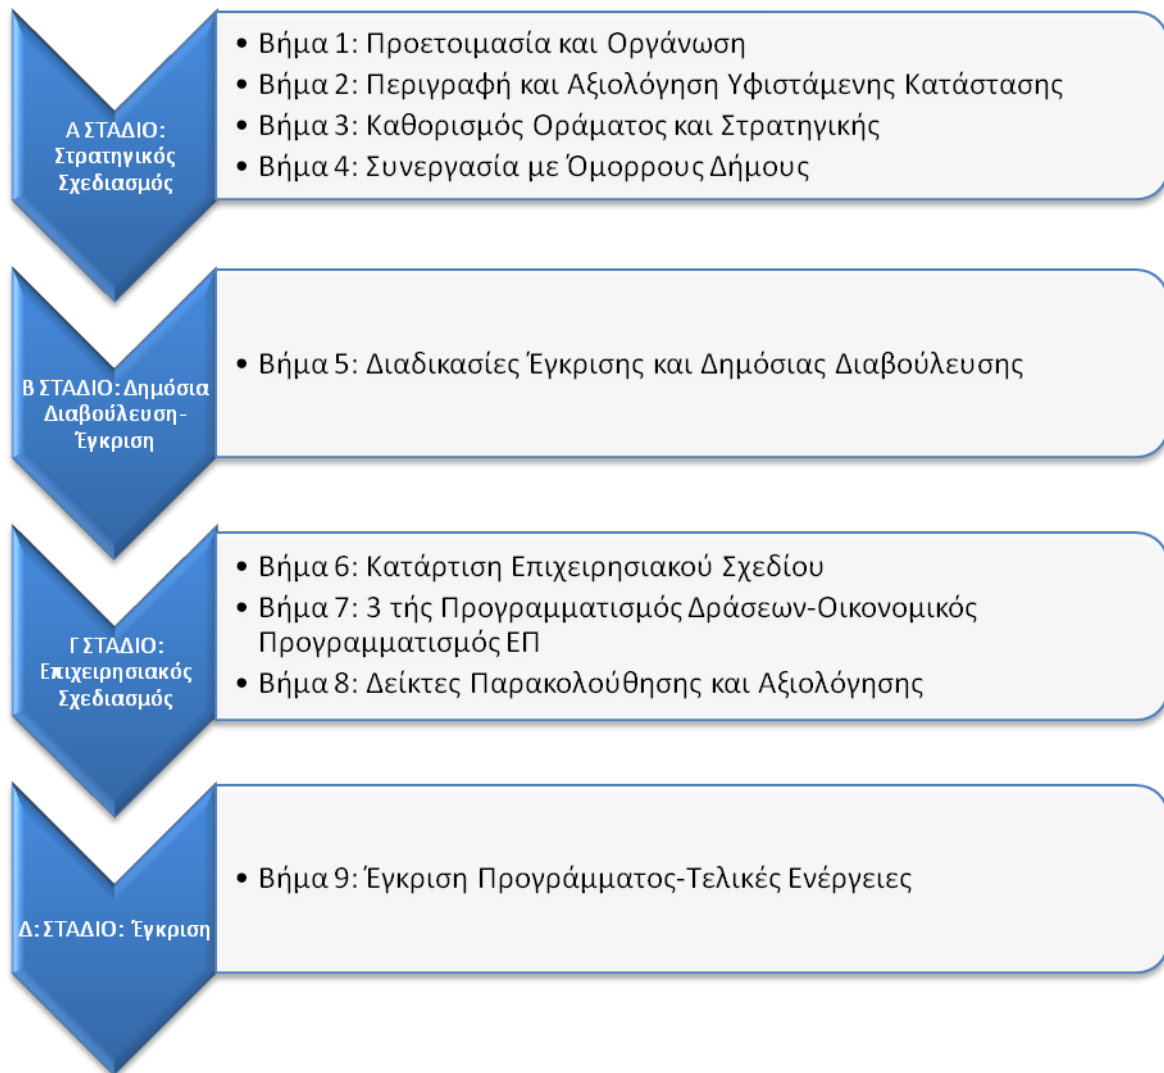 Α ΣΤΑΔΙΟ:
Στρατηγικός
Σχεδιασμός
• Βήμα 1: Προετοιμασία και Οργάνωση
• Βήμα 2: Περιγραφή και Αξιολόγηση Υφιστάμενης Κατάστασης
• Βήμα 3: Καθορισμός Οράματος και Στρατηγικής
• Βήμα 4: Συνεργασία με Όμορρους Δήμους
Β ΣΤΑΔΙΟ: Δημόσια
Διαβούλευση-
Έγκριση
• Βήμα 5: Διαδικασίες Έγκρισης και Δημόσιας Διαβούλευσης
Γ ΣΤΑΔΙΟ:
Επιχειρησιακός
Σχεδιασμός
• Βήμα 6: Κατάρτιση Επιχειρησιακού Σχεδίου
• Βήμα 7: 3 τής Προγραμματισμός Δράσεων-Οικονομικός
Προγραμματισμός ΕΠ
• Βήμα 8: Δείκτες Παρακολούθησης και Αξιολόγησης
Δ: ΣΤΑΔΙΟ: Έγκριση
• Βήμα 9: Έγκριση Προγράμματος-Τελικές Ενέργειες